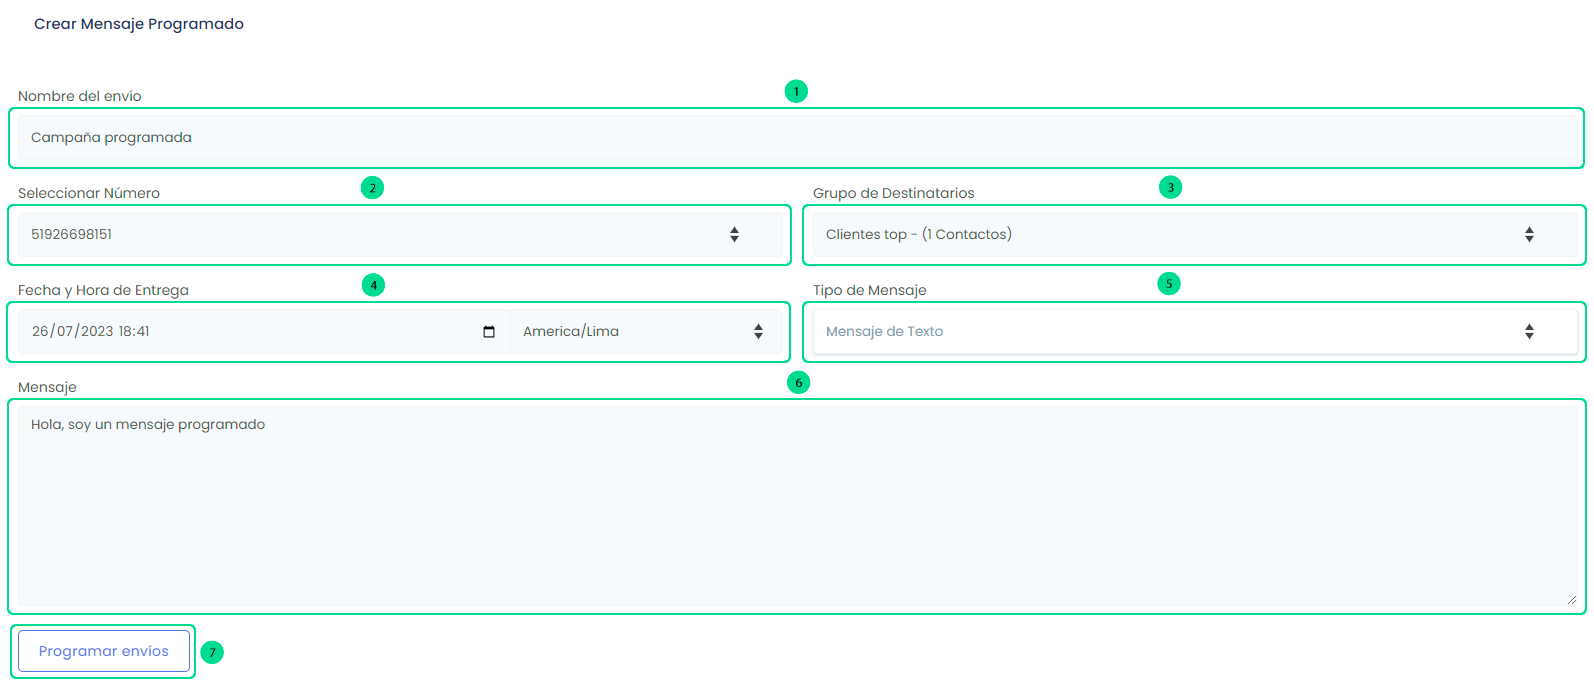 Crear Mensaje Programado
1
Nombre del envío
Campaña programada
2
3
Seleccionar Número
Grupo de Destinatarios
51926698151
Clientes top - (1 Contactos)
4
5
Fecha y Hora de Entrega
Tipo de Mensaje
26/07/2023 18:41
America/Lima
Mensaje de Texto
6
Mensaje
Hola, soy un mensaje programado
Programar envíos
7